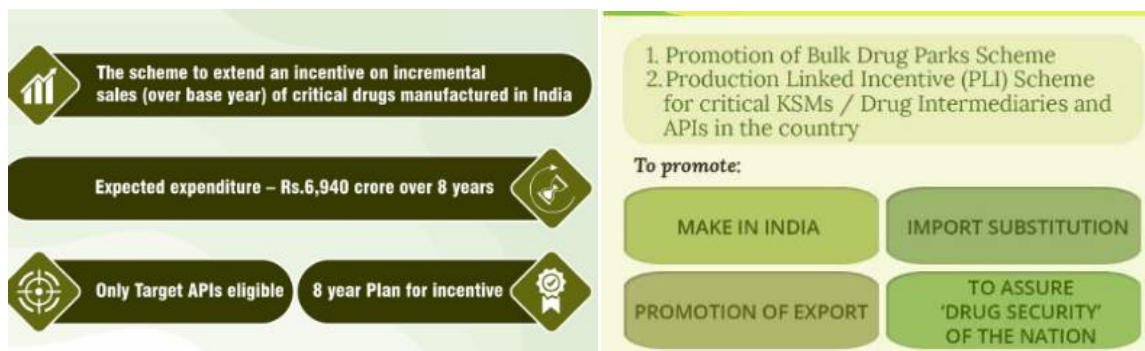 The scheme to extend an incentive on incremental
sales (over base year) of critical drugs manufactured in India
Expected expenditure – Rs.6,940 crore over 8 years
Only Target APIs eligible
8 year Plan for incentive
1. Promotion of Bulk Drug Parks Scheme
2. Production Linked Incentive (PLI) Scheme
for critical KSMs / Drug Intermediaries and
APIs in the country
To promote:
MAKE IN INDIA
IMPORT SUBSTITUTION
PROMOTION OF EXPORT
TO ASSURE
'DRUG SECURITY'
OF THE NATION